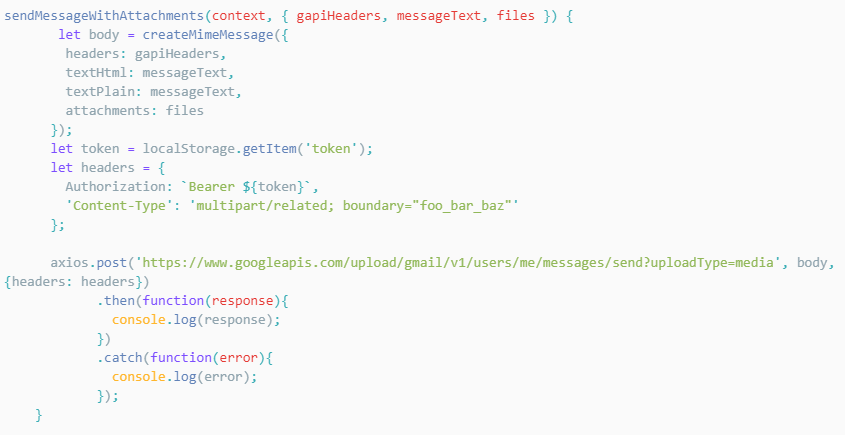 sendMessageWithAttachments(context, { gapiHeaders, messageText, files }) {
let body = createMimeMessage({
headers: gapiHeaders,
textHtml: messageText,
textPlain: messageText,
attachments: files
});
let token = localStorage.getItem('token');
let headers = {
Authorization: `Bearer ${token}`,
'Content-Type': 'multipart/related; boundary="foo_bar_baz"'
};
axios.post('https://www.googleapis.com/upload/gmail/v1/users/me/messages/send?uploadType=media', body,
{headers: headers})
.then(function(response){
console.log(response);
})
.catch(function(error){
console.log(error);
});
}